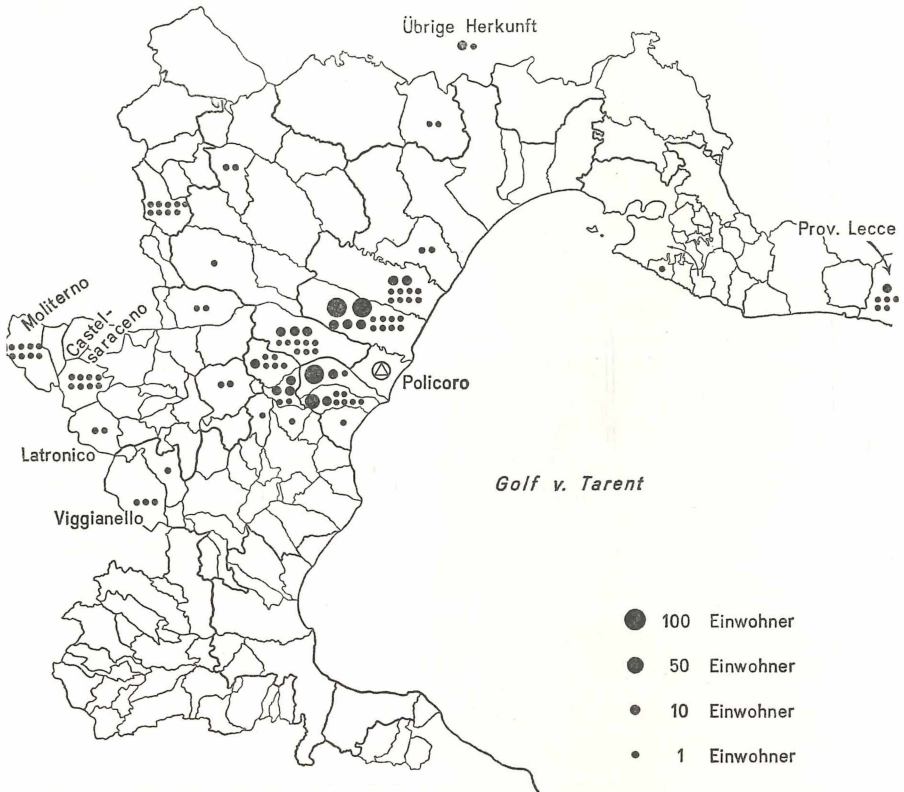 Übrige Herkunft
Prov. Lecce
Moliterno
Castel-
saraceno
Policoro
Latronico
Viggianello
Golf v. Tarent
100 Einwohner
50 Einwohner
10 Einwohner
1 Einwohner